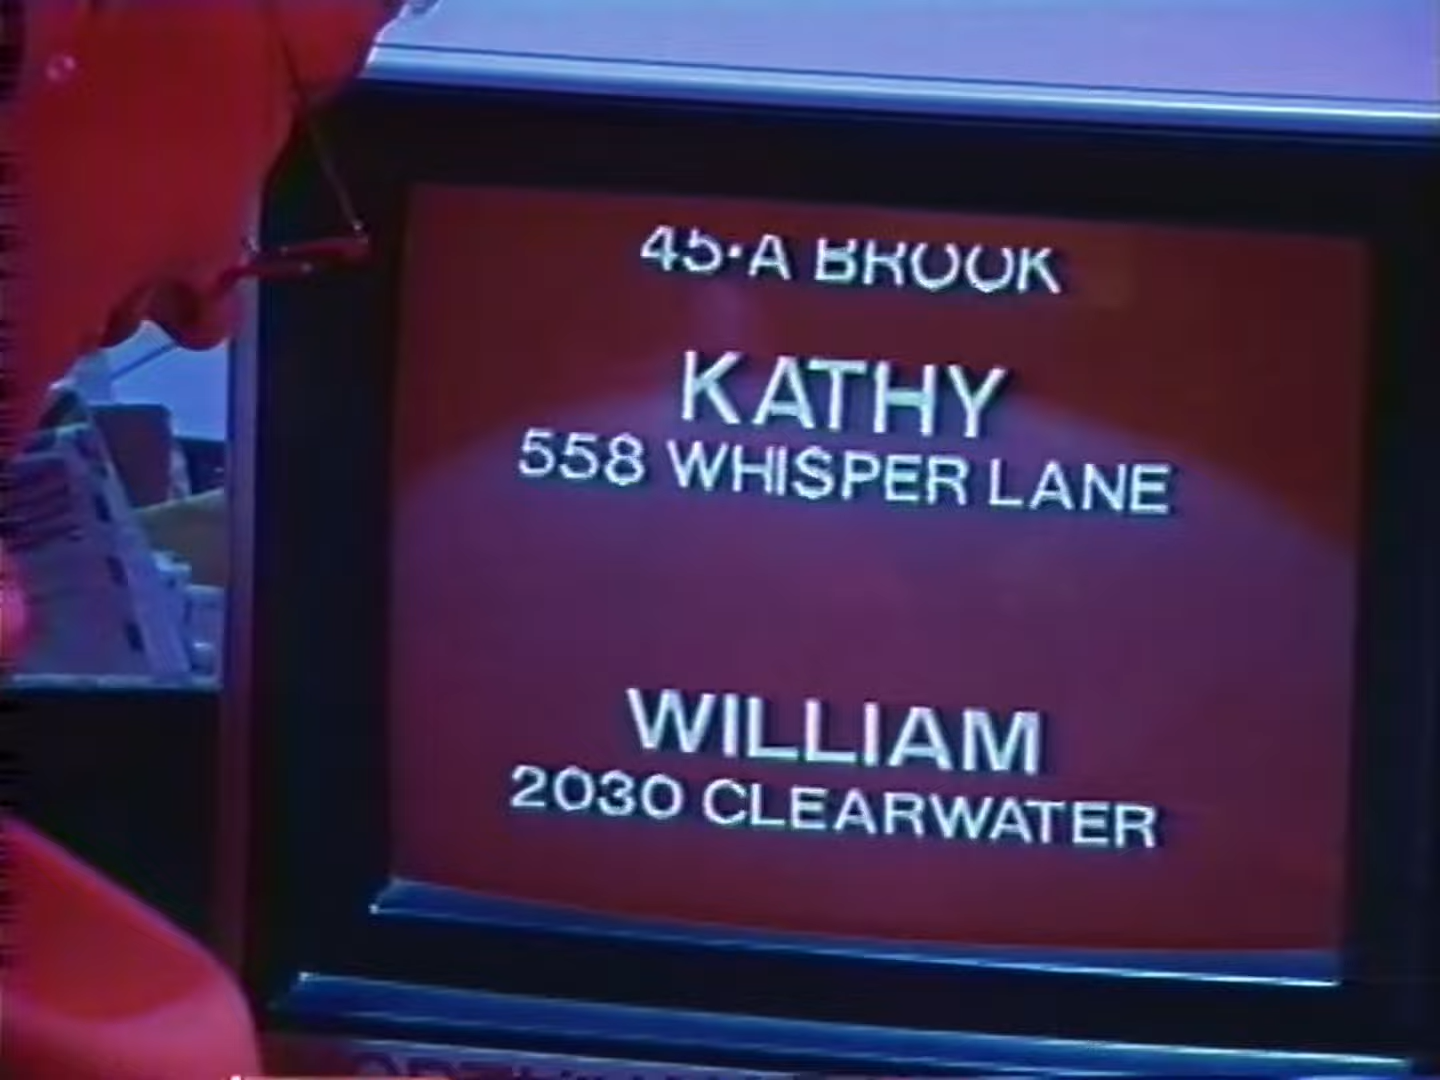 45·A BROOK
KATHY
558 WHISPER LANE
WILLIAM
2030 CLEARWATER